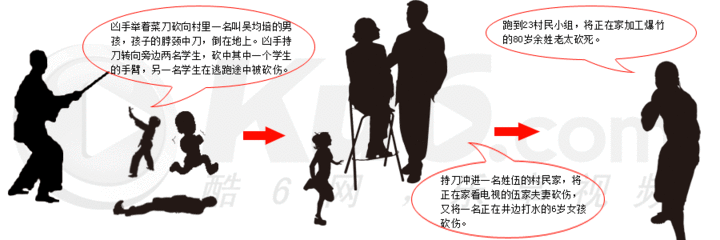 凶手举着菜刀砍向村里一名叫吴均培的男
孩，孩子的脖颈中刀，倒在地上。凶手持
刀转向旁边两名学生，砍中其中一个学生
的手臂，另一名学生在逃跑途中被砍伤。
持刀冲进一名姓伍的村民家，将
正在家看电视的伍家夫妻砍伤，
又将一名正在井边打水的6岁女孩
砍伤。
跑到23村民小组，将正在家加工爆竹
的80岁余姓老太砍死。
Ku6.com
酷6网，视频